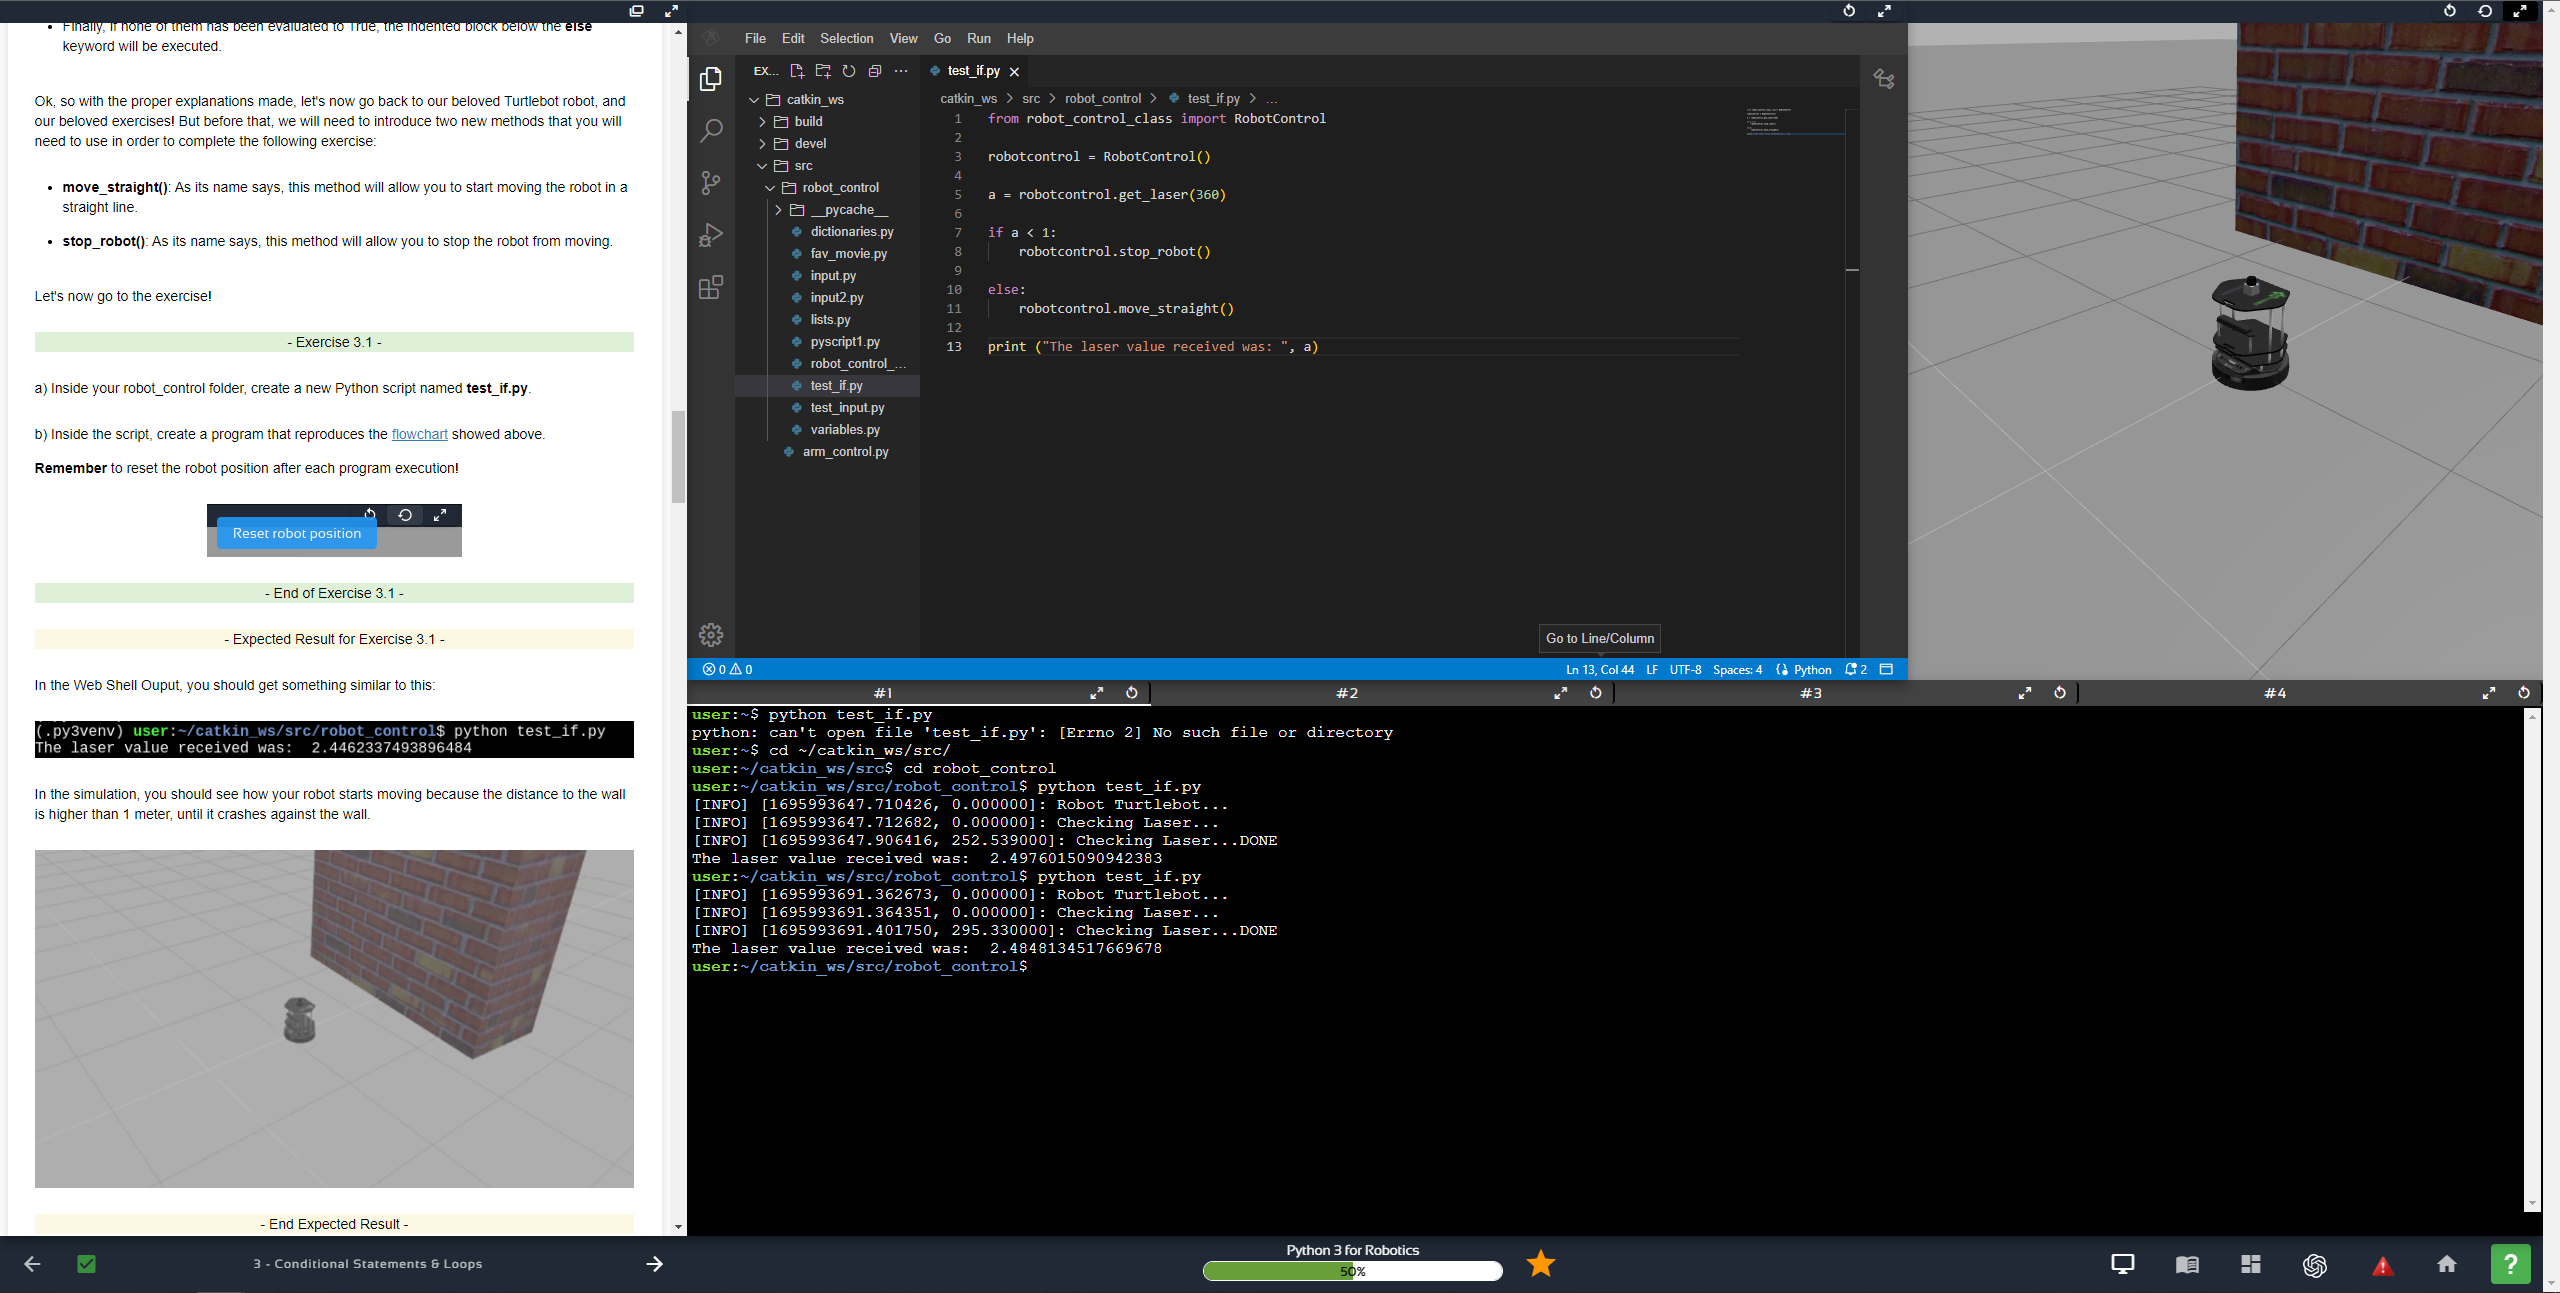 Finally, if none of them has been evaluated to True, the indented block below the else
keyword will be executed.
Ok, so with the proper explanations made, let's now go back to our beloved Turtlebot robot, and
our beloved exercises! But before that, we will need to introduce two new methods that you will
need to use in order to complete the following exercise:
move_straight(): As its name says, this method will allow you to start moving the robot in a
straight line.
stop_robot(): As its name says, this method will allow you to stop the robot from moving.
Let's now go to the exercise!
- Exercise 3.1 -
a) Inside your robot_control folder, create a new Python script named test_if.py.
b) Inside the script, create a program that reproduces the flowchart showed above.
Remember to reset the robot position after each program execution!
Reset robot position
- End of Exercise 3.1 -
- Expected Result for Exercise 3.1 -
In the Web Shell Ouput, you should get something similar to this:
(.py3venv) user:~/catkin_ws/src/robot_control$ python test_if.py
The laser value received was:  2.4462337493896484
In the simulation, you should see how your robot starts moving because the distance to the wall
is higher than 1 meter, until it crashes against the wall.
- End Expected Result -
File Edit Selection View Go Run Help
EX...
catkin_ws
build
devel
src
robot_control
__pycache__
dictionaries.py
fav_movie.py
input.py
input2.py
lists.py
pyscript1.py
robot_control_...
test_if.py
test_input.py
variables.py
arm_control.py
test_if.py
catkin_ws > src > robot_control > test_if.py > ...
1 from robot_control_class import RobotControl
2
3 robotcontrol = RobotControl()
4
5 a = robotcontrol.get_laser(360)
6
7 if a < 1:
8     robotcontrol.stop_robot()
9
10 else:
11     robotcontrol.move_straight()
12
13 print ("The laser value received was: ", a)
Go to Line/Column
0 0 Ln 13, Col 44 LF UTF-8 Spaces: 4 Python 2
#1 #2 #3 #4
user:~$ python test_if.py
python: can't open file 'test_if.py': [Errno 2] No such file or directory
user:~$ cd ~/catkin_ws/src/
user:~/catkin_ws/src$ cd robot_control
user:~/catkin_ws/src/robot_control$ python test_if.py
[INFO] [1695993647.710426, 0.000000]: Robot Turtlebot...
[INFO] [1695993647.712682, 0.000000]: Checking Laser...
[INFO] [1695993647.906416, 252.539000]: Checking Laser...DONE
The laser value received was:  2.4976015090942383
user:~/catkin_ws/src/robot_control$ python test_if.py
[INFO] [1695993691.362673, 0.000000]: Robot Turtlebot...
[INFO] [1695993691.364351, 0.000000]: Checking Laser...
[INFO] [1695993691.401750, 295.330000]: Checking Laser...DONE
The laser value received was:  2.4848134517669678
user:~/catkin_ws/src/robot_control$
3 - Conditional Statements & Loops
Python 3 for Robotics
50%
?